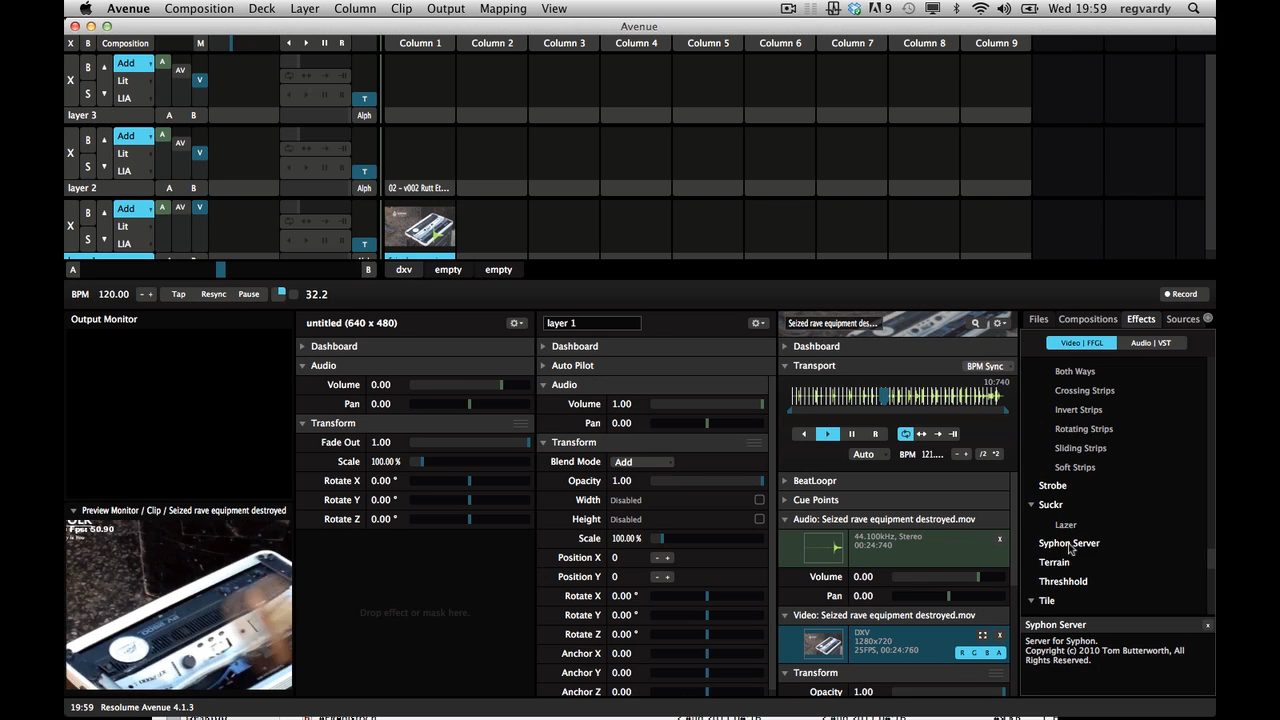 Avenue Composition Deck Layer Column Clip Output Mapping View 9 Wed 19:59 regvardy
Avenue
X B Composition M R Column 1 Column 2 Column 3 Column 4 Column 5 Column 6 Column 7 Column 8 Column 9
B Add A AV
X Lit V
S LIA T
layer 3 A B Alph
B Add A AV
X Lit V
S LIA T
layer 2 A B Alph 02 - v002 Rutt Et...
B Add A AV V
X Lit
S LIA T
A B dxv empty empty
BPM 120.00 - + Tap Resync Pause 32.2 Record
Output Monitor
Preview Monitor / Clip / Seized rave equipment destroyed
Fps: 50.90
untitled (640 x 480)
Dashboard
Audio
Volume 0.00
Pan 0.00
Transform
Fade Out 1.00
Scale 100.00 %
Rotate X 0.00 °
Rotate Y 0.00 °
Rotate Z 0.00 °
Drop effect or mask here.
layer 1
Dashboard
Auto Pilot
Audio
Volume 1.00
Pan 0.00
Transform
Blend Mode Add
Opacity 1.00
Width Disabled
Height Disabled
Scale 100.00 %
Position X 0 - +
Position Y 0 - +
Rotate X 0.00 °
Rotate Y 0.00 °
Rotate Z 0.00 °
Anchor X 0.00
Anchor Y 0.00
Anchor Z 0.00
Seized rave equipment des...
Dashboard
Transport BPM Sync
10:740
R
Auto BPM 121.... - + /2 *2
BeatLoopr
Cue Points
Audio: Seized rave equipment destroyed.mov
44.100kHz, Stereo x
00:24:740
Volume 0.00
Pan 0.00
Video: Seized rave equipment destroyed.mov
DXV x
1280x720
25FPS, 00:24:760 R G B A
Transform
Opacity 1.00
Files Compositions Effects Sources
Video | FFGL Audio | VST
Both Ways
Crossing Strips
Invert Strips
Rotating Strips
Sliding Strips
Soft Strips
Strobe
Suckr
Lazer
Syphon Server
Terrain
Threshhold
Tile
Syphon Server x
Server for Syphon.
Copyright (c) 2010 Tom Butterworth, All
Rights Reserved.
19:59 Resolume Avenue 4.1.3